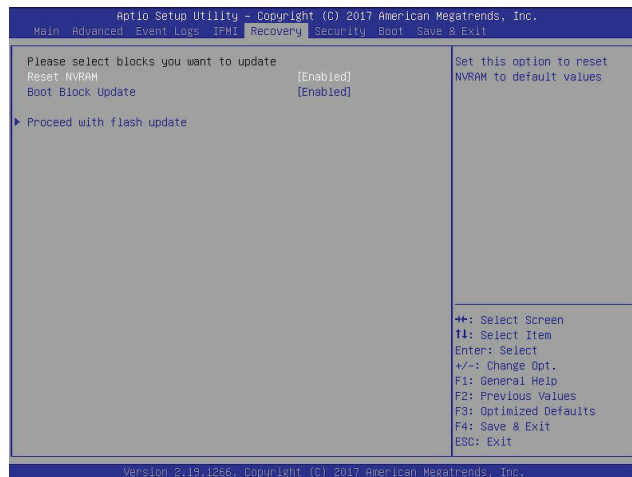 Aptio Setup Utility – Copyright (C) 2017 American Megatrends, Inc.
Main Advanced Event Logs IPMI Recovery Security Boot Save & Exit
Please select blocks you want to update
Reset NVRAM [Enabled]
Boot Block Update [Enabled]
Proceed with flash update
Set this option to reset
NVRAM to default values
→←: Select Screen
↑↓: Select Item
Enter: Select
+/-: Change Opt.
F1: General Help
F2: Previous Values
F3: Optimized Defaults
F4: Save & Exit
ESC: Exit
Version 2.19.1266. Copyright (C) 2017 American Megatrends, Inc.